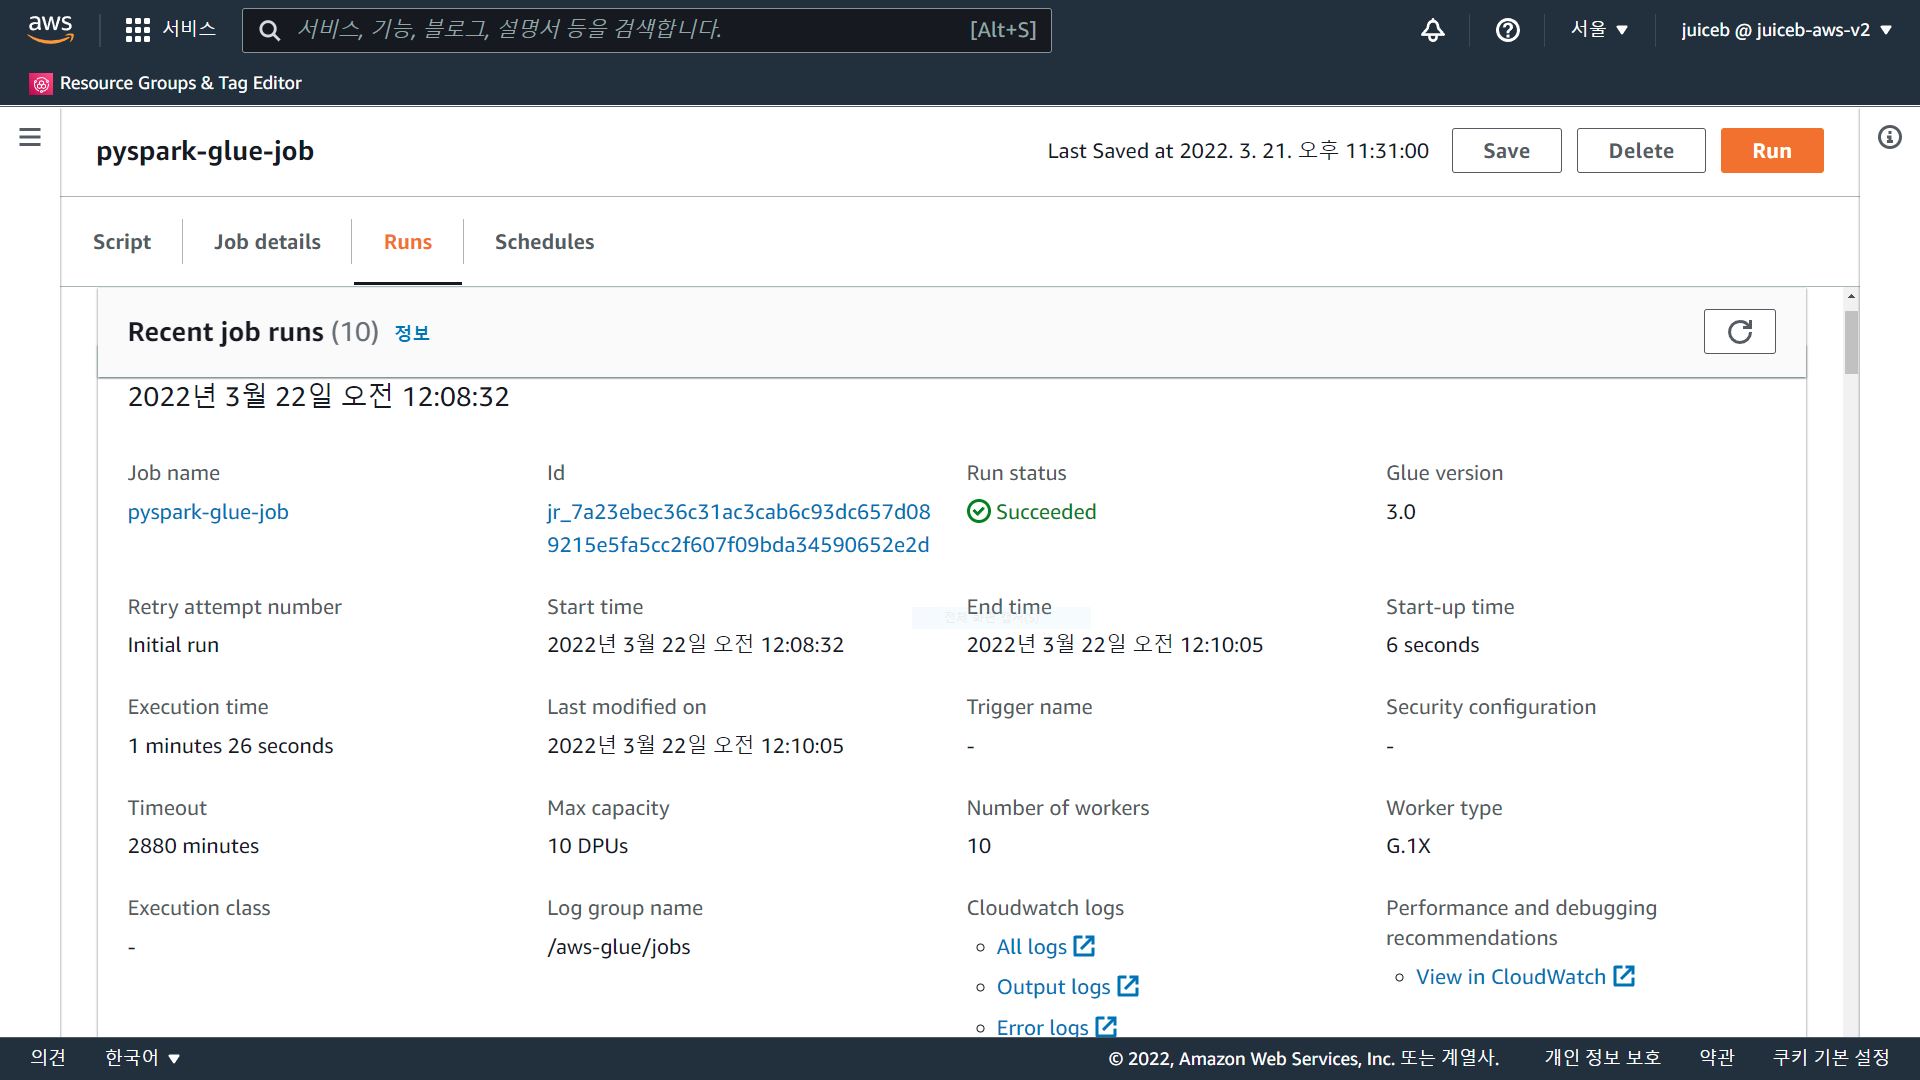 aws
서비스
서비스, 기능, 블로그, 설명서 등을 검색합니다.
[Alt+S]
서울
juiceb @ juiceb-aws-v2
Resource Groups & Tag Editor
pyspark-glue-job
Last Saved at 2022. 3. 21. 오후 11:31:00
Save
Delete
Run
Script
Job details
Runs
Schedules
Recent job runs (10) 정보
2022년 3월 22일 오전 12:08:32
Job name
pyspark-glue-job
Id
jr_7a23ebec36c31ac3cab6c93dc657d08
9215e5fa5cc2f607f09bda34590652e2d
Run status
Succeeded
Glue version
3.0
Retry attempt number
Initial run
Start time
2022년 3월 22일 오전 12:08:32
End time
2022년 3월 22일 오전 12:10:05
Start-up time
6 seconds
Execution time
1 minutes 26 seconds
Last modified on
2022년 3월 22일 오전 12:10:05
Trigger name
-
Security configuration
-
Timeout
2880 minutes
Max capacity
10 DPUs
Number of workers
10
Worker type
G.1X
Execution class
-
Log group name
/aws-glue/jobs
Cloudwatch logs
All logs
Output logs
Error logs
Performance and debugging
recommendations
View in CloudWatch
의견
한국어
© 2022, Amazon Web Services, Inc. 또는 계열사.
개인 정보 보호
약관
쿠키 기본 설정